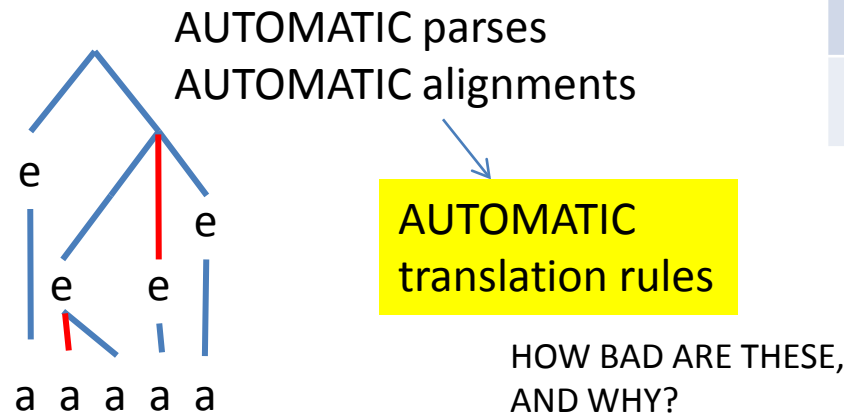 AUTOMATIC parses
AUTOMATIC alignments
e
e
AUTOMATIC
translation rules
e e
HOW BAD ARE THESE,
AND WHY?
a a a a a